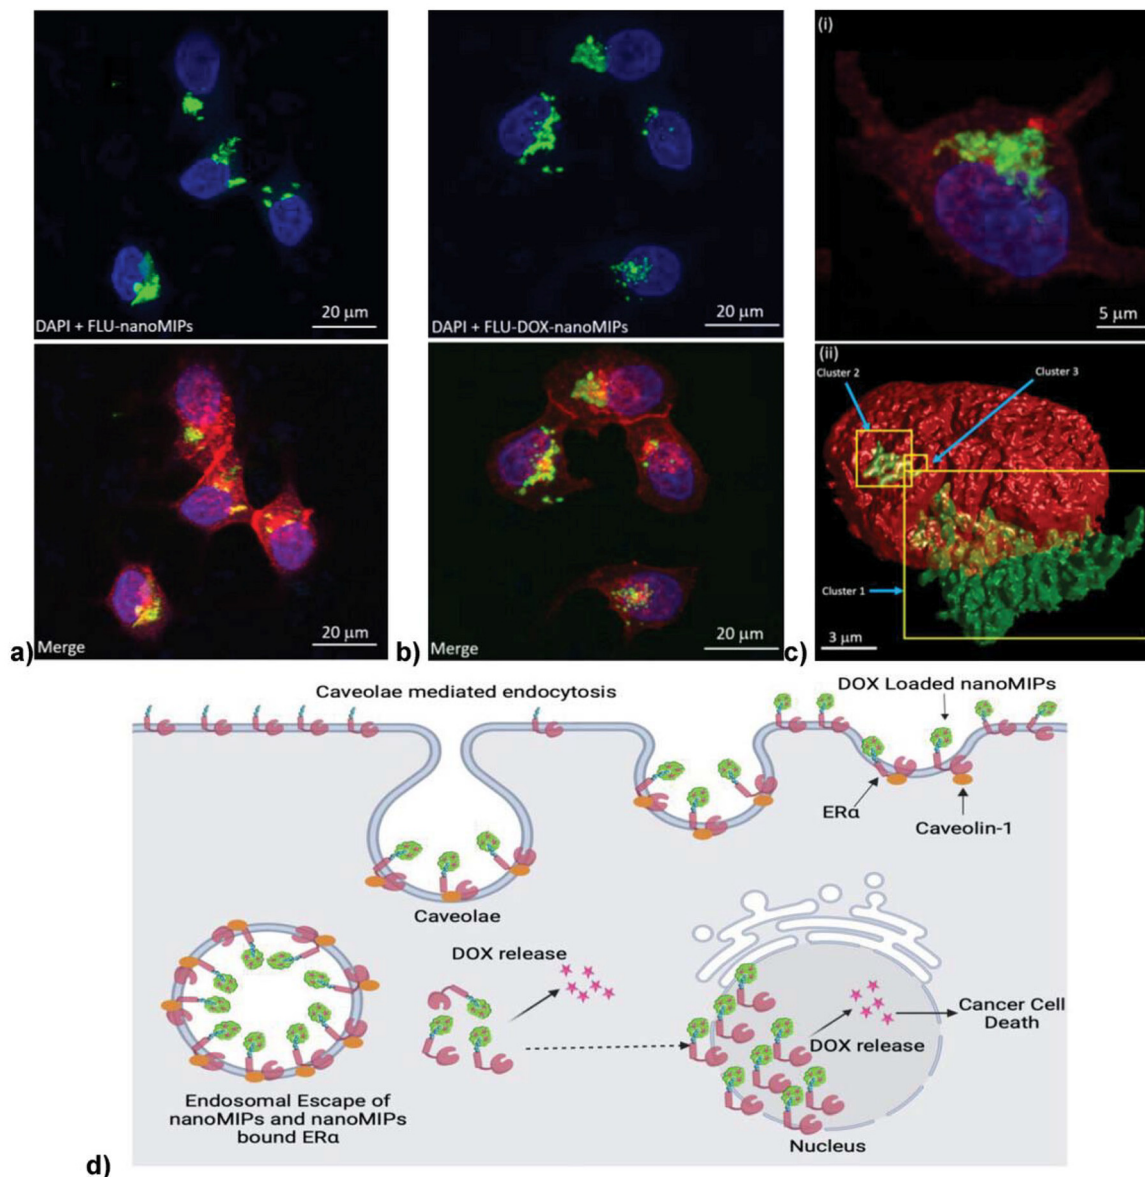 DAPI + FLU-nanoMIPs
20 μm
DAPI + FLU-DOX-nanoMIPs
20 μm
(i)
5 μm
Merge
20 μm
a)
Merge
20 μm
b)
(ii)
Cluster 2
Cluster 3
Cluster 1
3 μm
c)
Caveolae mediated endocytosis
DOX Loaded nanoMIPs
ERα
Caveolin-1
Caveolae
DOX release
DOX release
Cancer Cell
Death
Endosomal Escape of
nanoMIPs and nanoMIPs
bound ERα
Nucleus
d)